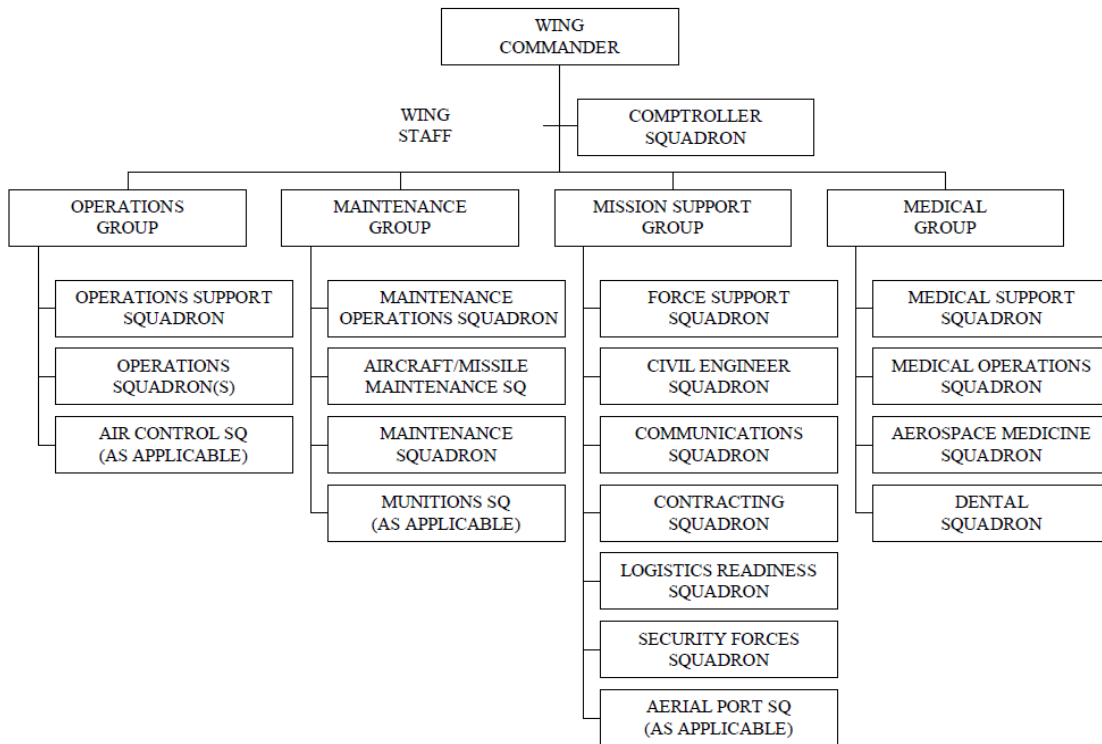 WING
COMMANDER
WING
STAFF
COMPTROLLER
SQUADRON
OPERATIONS
GROUP
MAINTENANCE
GROUP
MISSION SUPPORT
GROUP
MEDICAL
GROUP
OPERATIONS SUPPORT
SQUADRON
OPERATIONS
SQUADRON(S)
AIR CONTROL SQ
(AS APPLICABLE)
MAINTENANCE
OPERATIONS SQUADRON
AIRCRAFT/MISSILE
MAINTENANCE SQ
MAINTENANCE
SQUADRON
MUNITIONS SQ
(AS APPLICABLE)
FORCE SUPPORT
SQUADRON
CIVIL ENGINEER
SQUADRON
COMMUNICATIONS
SQUADRON
CONTRACTING
SQUADRON
LOGISTICS READINESS
SQUADRON
SECURITY FORCES
SQUADRON
AERIAL PORT SQ
(AS APPLICABLE)
MEDICAL SUPPORT
SQUADRON
MEDICAL OPERATIONS
SQUADRON
AEROSPACE MEDICINE
SQUADRON
DENTAL
SQUADRON